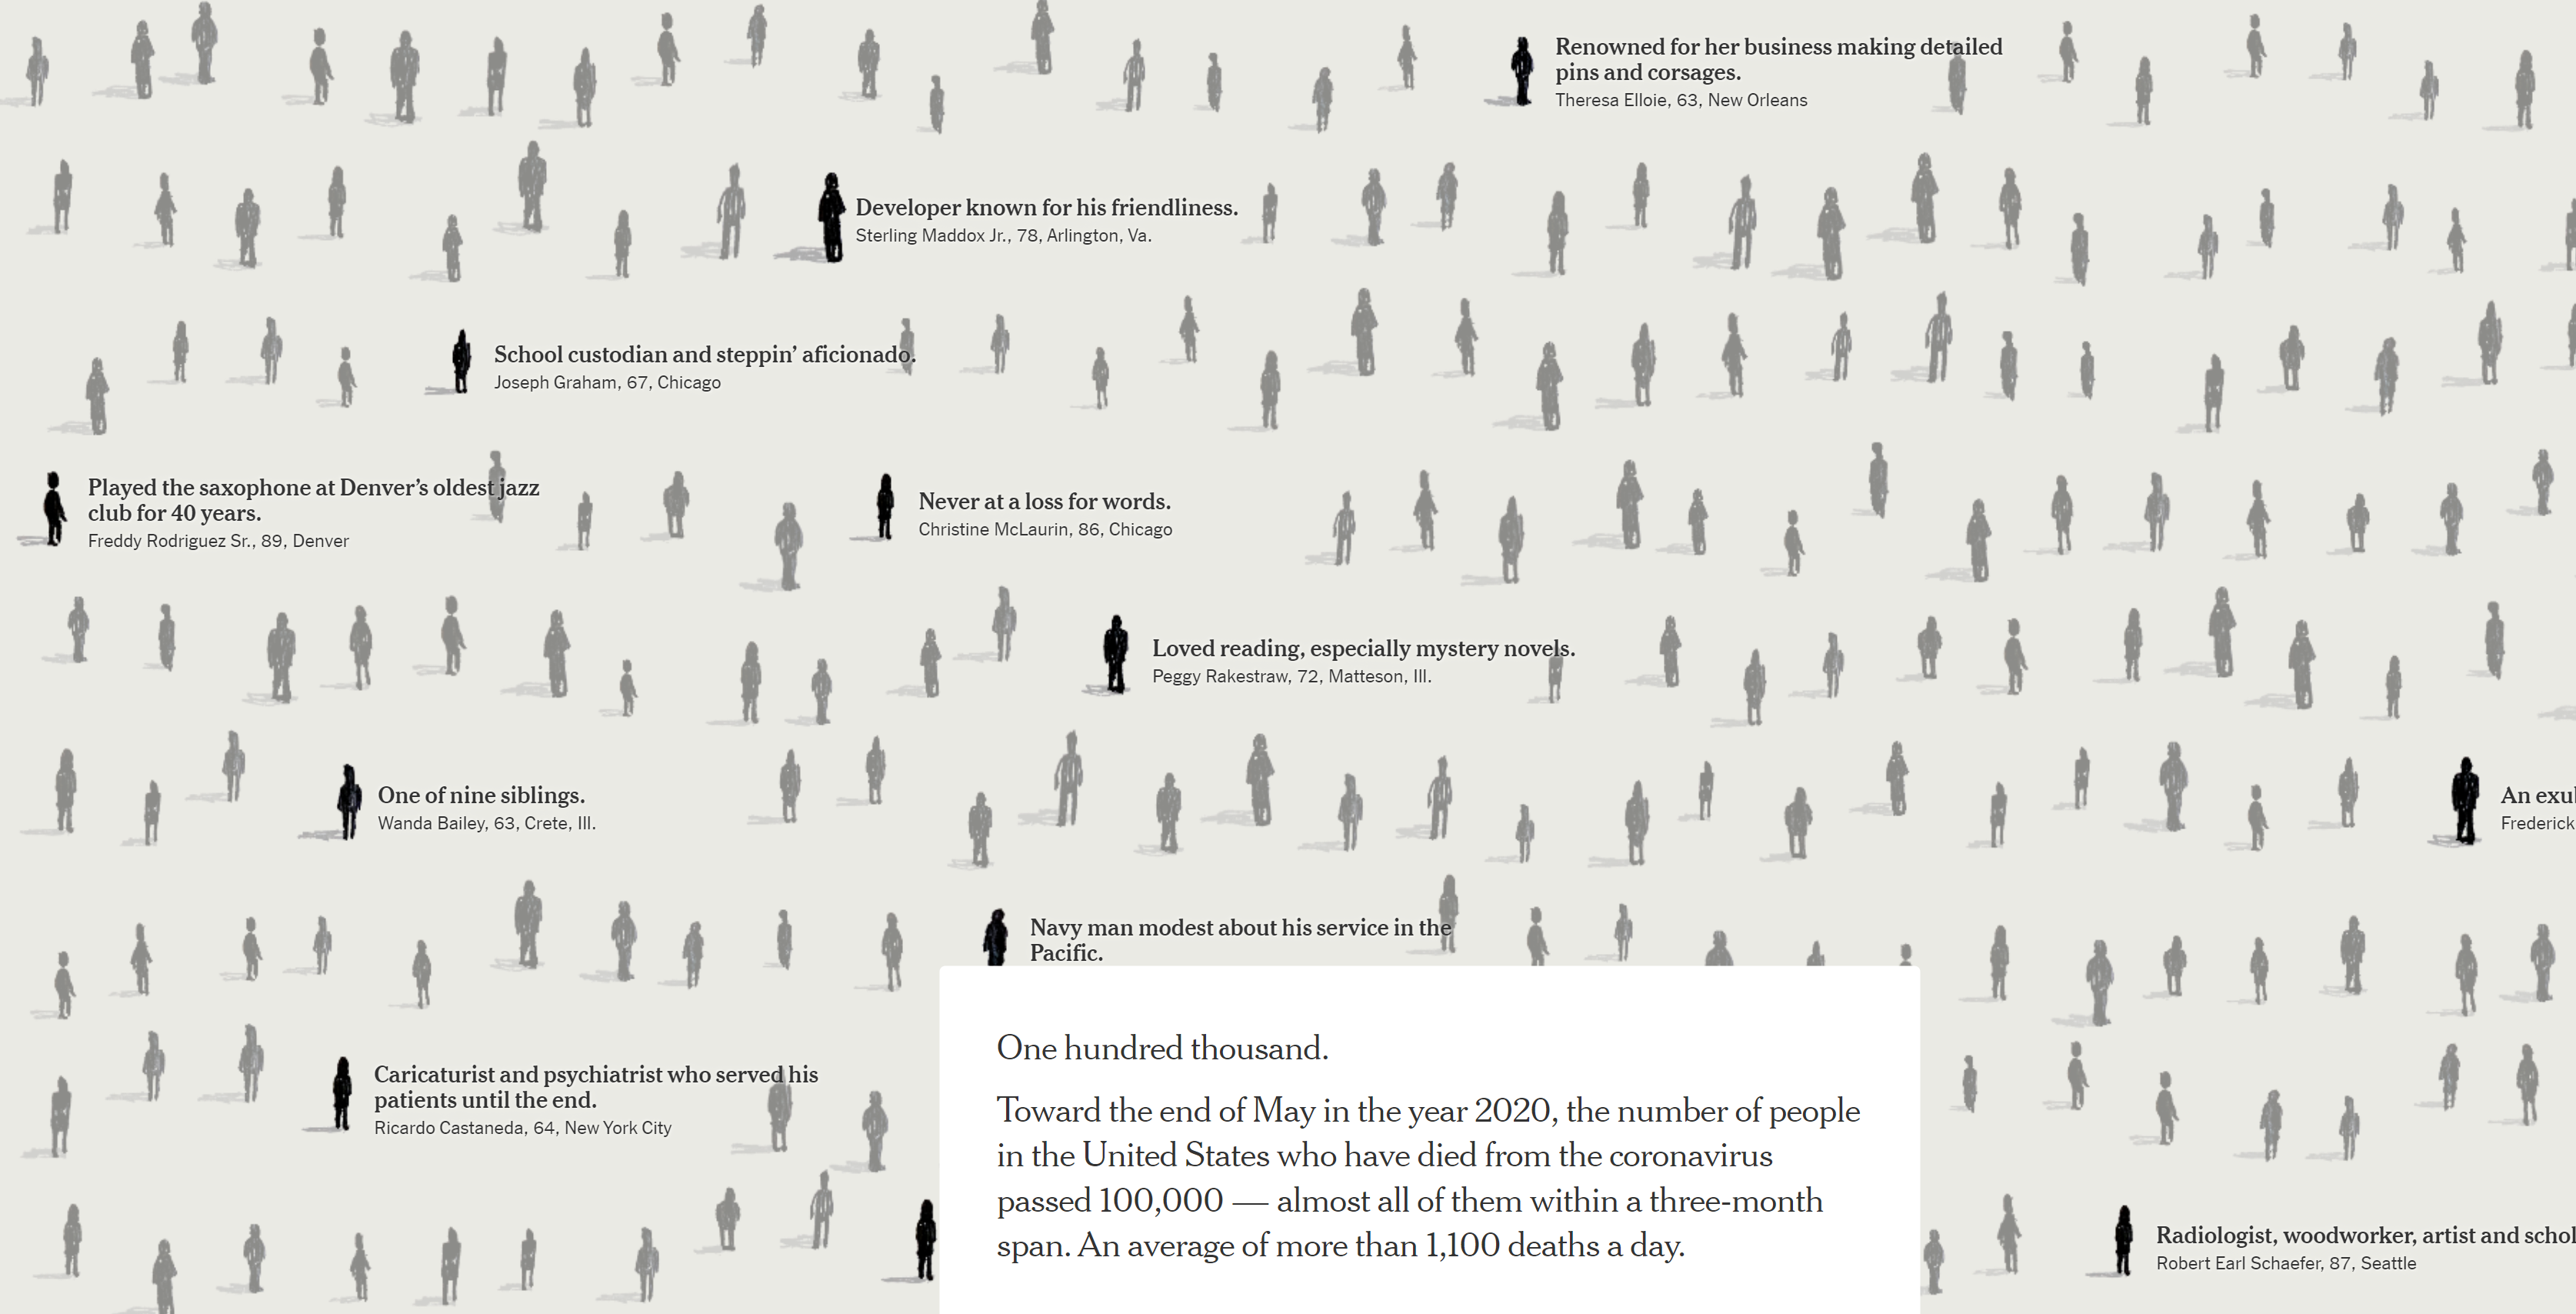 Renowned for her business making detailed
pins and corsages.
Theresa Elloie, 63, New Orleans
Developer known for his friendliness.
Sterling Maddox Jr., 78, Arlington, Va.
School custodian and steppin’ aficionado.
Joseph Graham, 67, Chicago
Played the saxophone at Denver’s oldest jazz
club for 40 years.
Freddy Rodriguez Sr., 89, Denver
Never at a loss for words.
Christine McLaurin, 86, Chicago
Loved reading, especially mystery novels.
Peggy Rakestraw, 72, Matteson, Ill.
One of nine siblings.
Wanda Bailey, 63, Crete, Ill.
An
Frederick
Navy man modest about his service in the
Pacific.
Caricaturist and psychiatrist who served his
patients until the end.
Ricardo Castaneda, 64, New York City
One hundred thousand.
Toward the end of May in the year 2020, the number of people
in the United States who have died from the coronavirus
passed 100,000 — almost all of them within a three-month
span. An average of more than 1,100 deaths a day.
Radiologist, woodworker, artist and
Robert Earl Schaefer, 87, Seattle